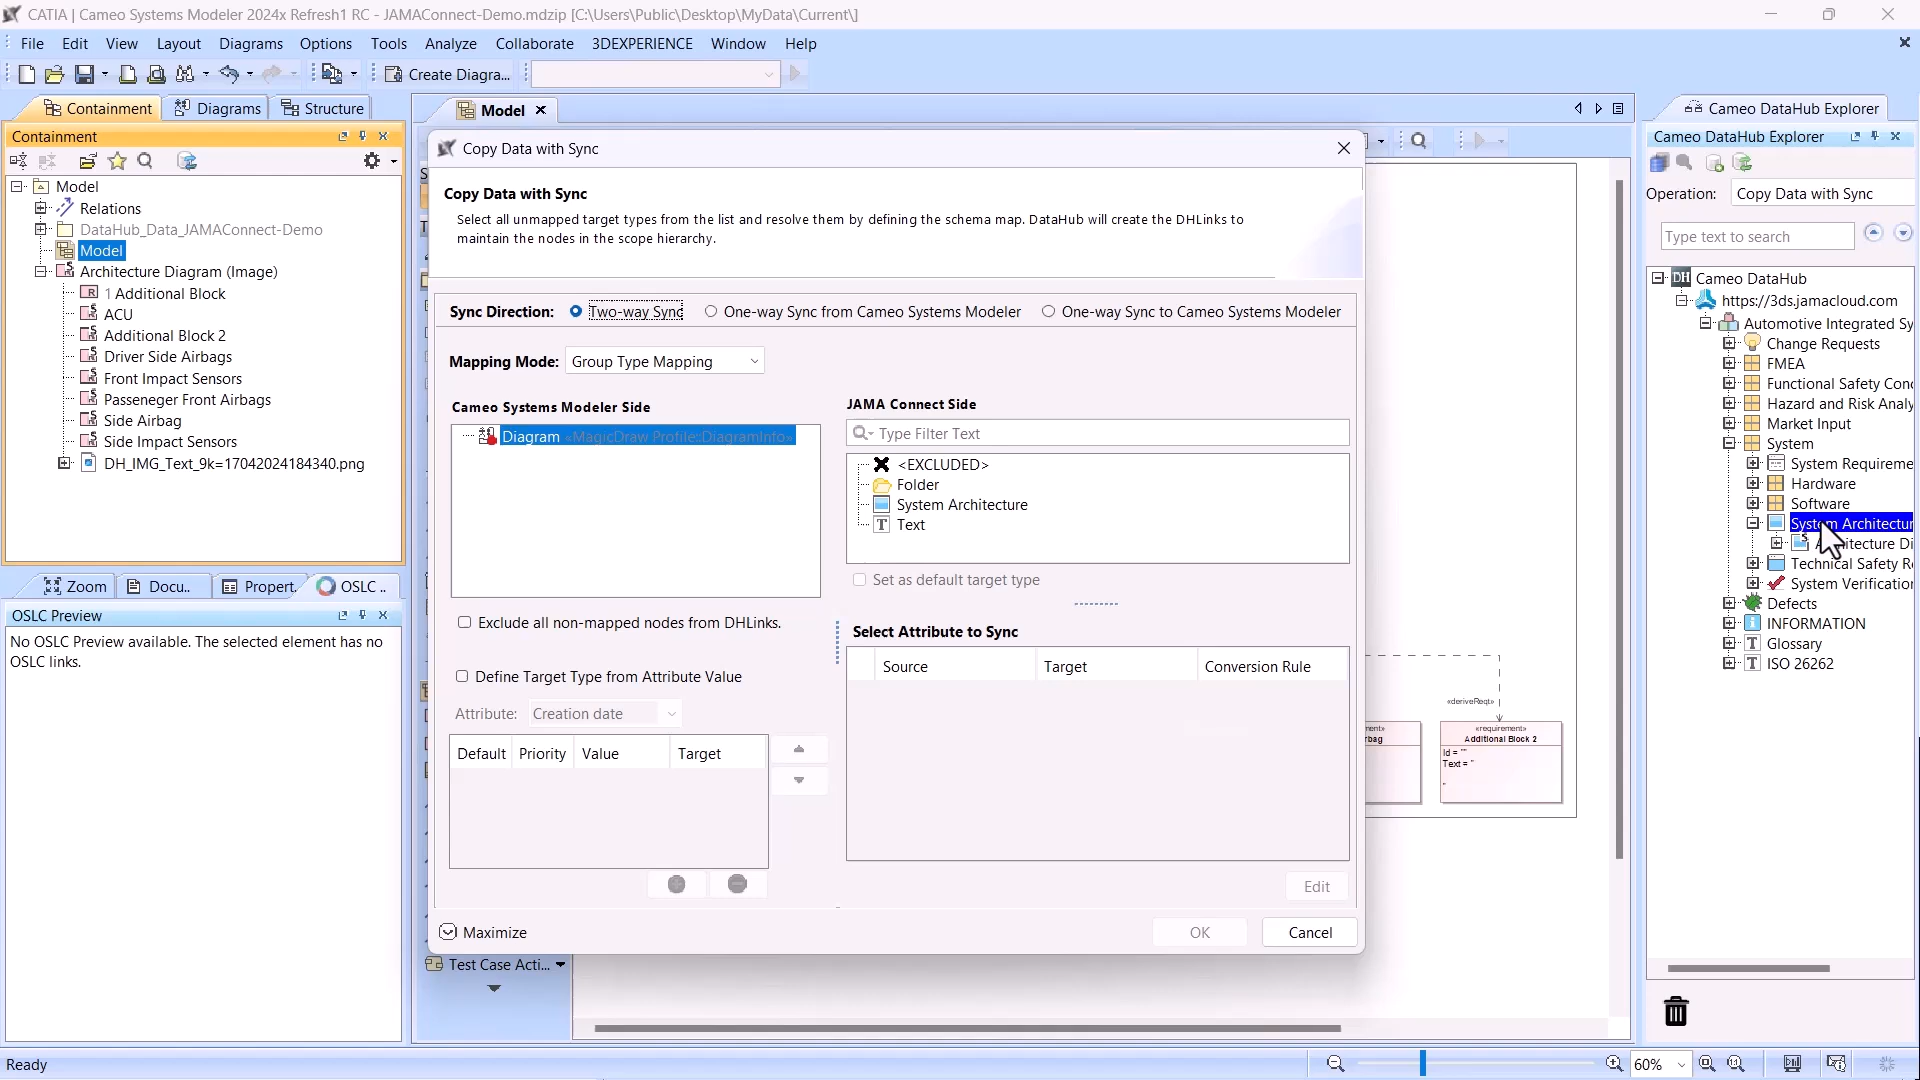 CATIA | Cameo Systems Modeler 2024x Refresh1 RC - JAMAConnect-Demo.mdzip [C:\Users\Public\Desktop\MyData\Current\]
File Edit View Layout Diagrams Options Tools Analyze Collaborate 3DEXPERIENCE Window Help
Create Diagra...
Containment Diagrams Structure
Containment
Model
Relations
DataHub_Data_JAMAConnect-Demo
Model
Architecture Diagram (Image)
1 Additional Block
ACU
Additional Block 2
Driver Side Airbags
Front Impact Sensors
Passeneger Front Airbags
Side Airbag
Side Impact Sensors
DH_IMG_Text_9k=17042024184340.png
Zoom Docu.. Propert. OSLC ..
OSLC Preview
No OSLC Preview available. The selected element has no
OSLC links.
Model
Copy Data with Sync
Copy Data with Sync
Select all unmapped target types from the list and resolve them by defining the schema map. DataHub will create the DHLinks to
maintain the nodes in the scope hierarchy.
Sync Direction: Two-way Sync One-way Sync from Cameo Systems Modeler One-way Sync to Cameo Systems Modeler
Mapping Mode: Group Type Mapping
Cameo Systems Modeler Side
Diagram «MagicDraw Profile::DiagramInfo»
JAMA Connect Side
Type Filter Text
<EXCLUDED>
Folder
System Architecture
Text
Set as default target type
Exclude all non-mapped nodes from DHLinks.
Define Target Type from Attribute Value
Attribute: Creation date
Default Priority Value Target
Select Attribute to Sync
Source Target Conversion Rule
Edit
Maximize
OK Cancel
Test Case Acti...
«deriveReqt»
ment»
bag
«requirement»
Additional Block 2
Id = ""
Text = "
"
Cameo DataHub Explorer
Cameo DataHub Explorer
Operation: Copy Data with Sync
Type text to search
DH Cameo DataHub
https://3ds.jamacloud.com
Automotive Integrated Sy
Change Requests
FMEA
Functional Safety Conc
Hazard and Risk Analy
Market Input
System
System Requireme
Hardware
Software
System Architectur
itecture Di
Technical Safety R
System Verification
Defects
INFORMATION
Glossary
ISO 26262
Ready
60%